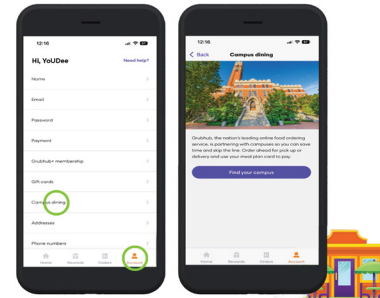 12:16
Hi, YoUDee
Need help?
Name
Email
Password
Payment
Grubhub+ membership
Gift cards
Campus dining
Addresses
Phone numbers
Home Rewards Orders Account
12:16
Back Campus dining
Grubhub, the nation's leading online food ordering
service, is partnering with campuses so you can save
time and skip the line. Order ahead for pick up or
delivery and use your meal plan card to pay.
Find your campus
Home Rewards Orders Account